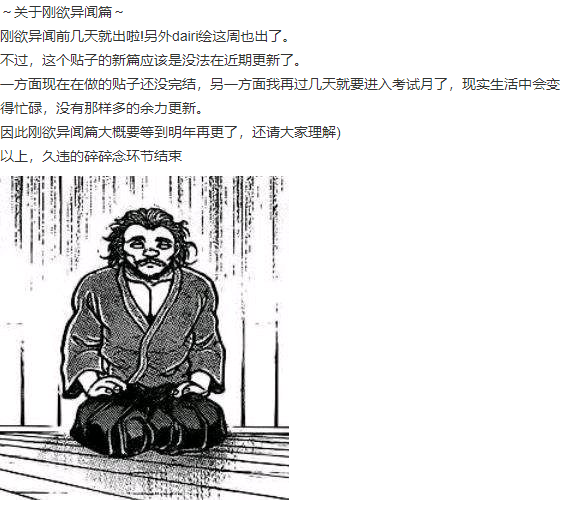 ～关于刚欲异闻篇～
刚欲异闻前几天就出啦!另外dairi绘这周也出了。
不过，这个贴子的新篇应该是没法在近期更新了。
一方面现在在做的贴子还没完结，另一方面我再过几天就要进入考试月了，现实生活中会变
得忙碌，没有那样多的余力更新。
因此刚欲异闻篇大概要等到明年再更了，还请大家理解)
以上，久违的碎碎念环节结束